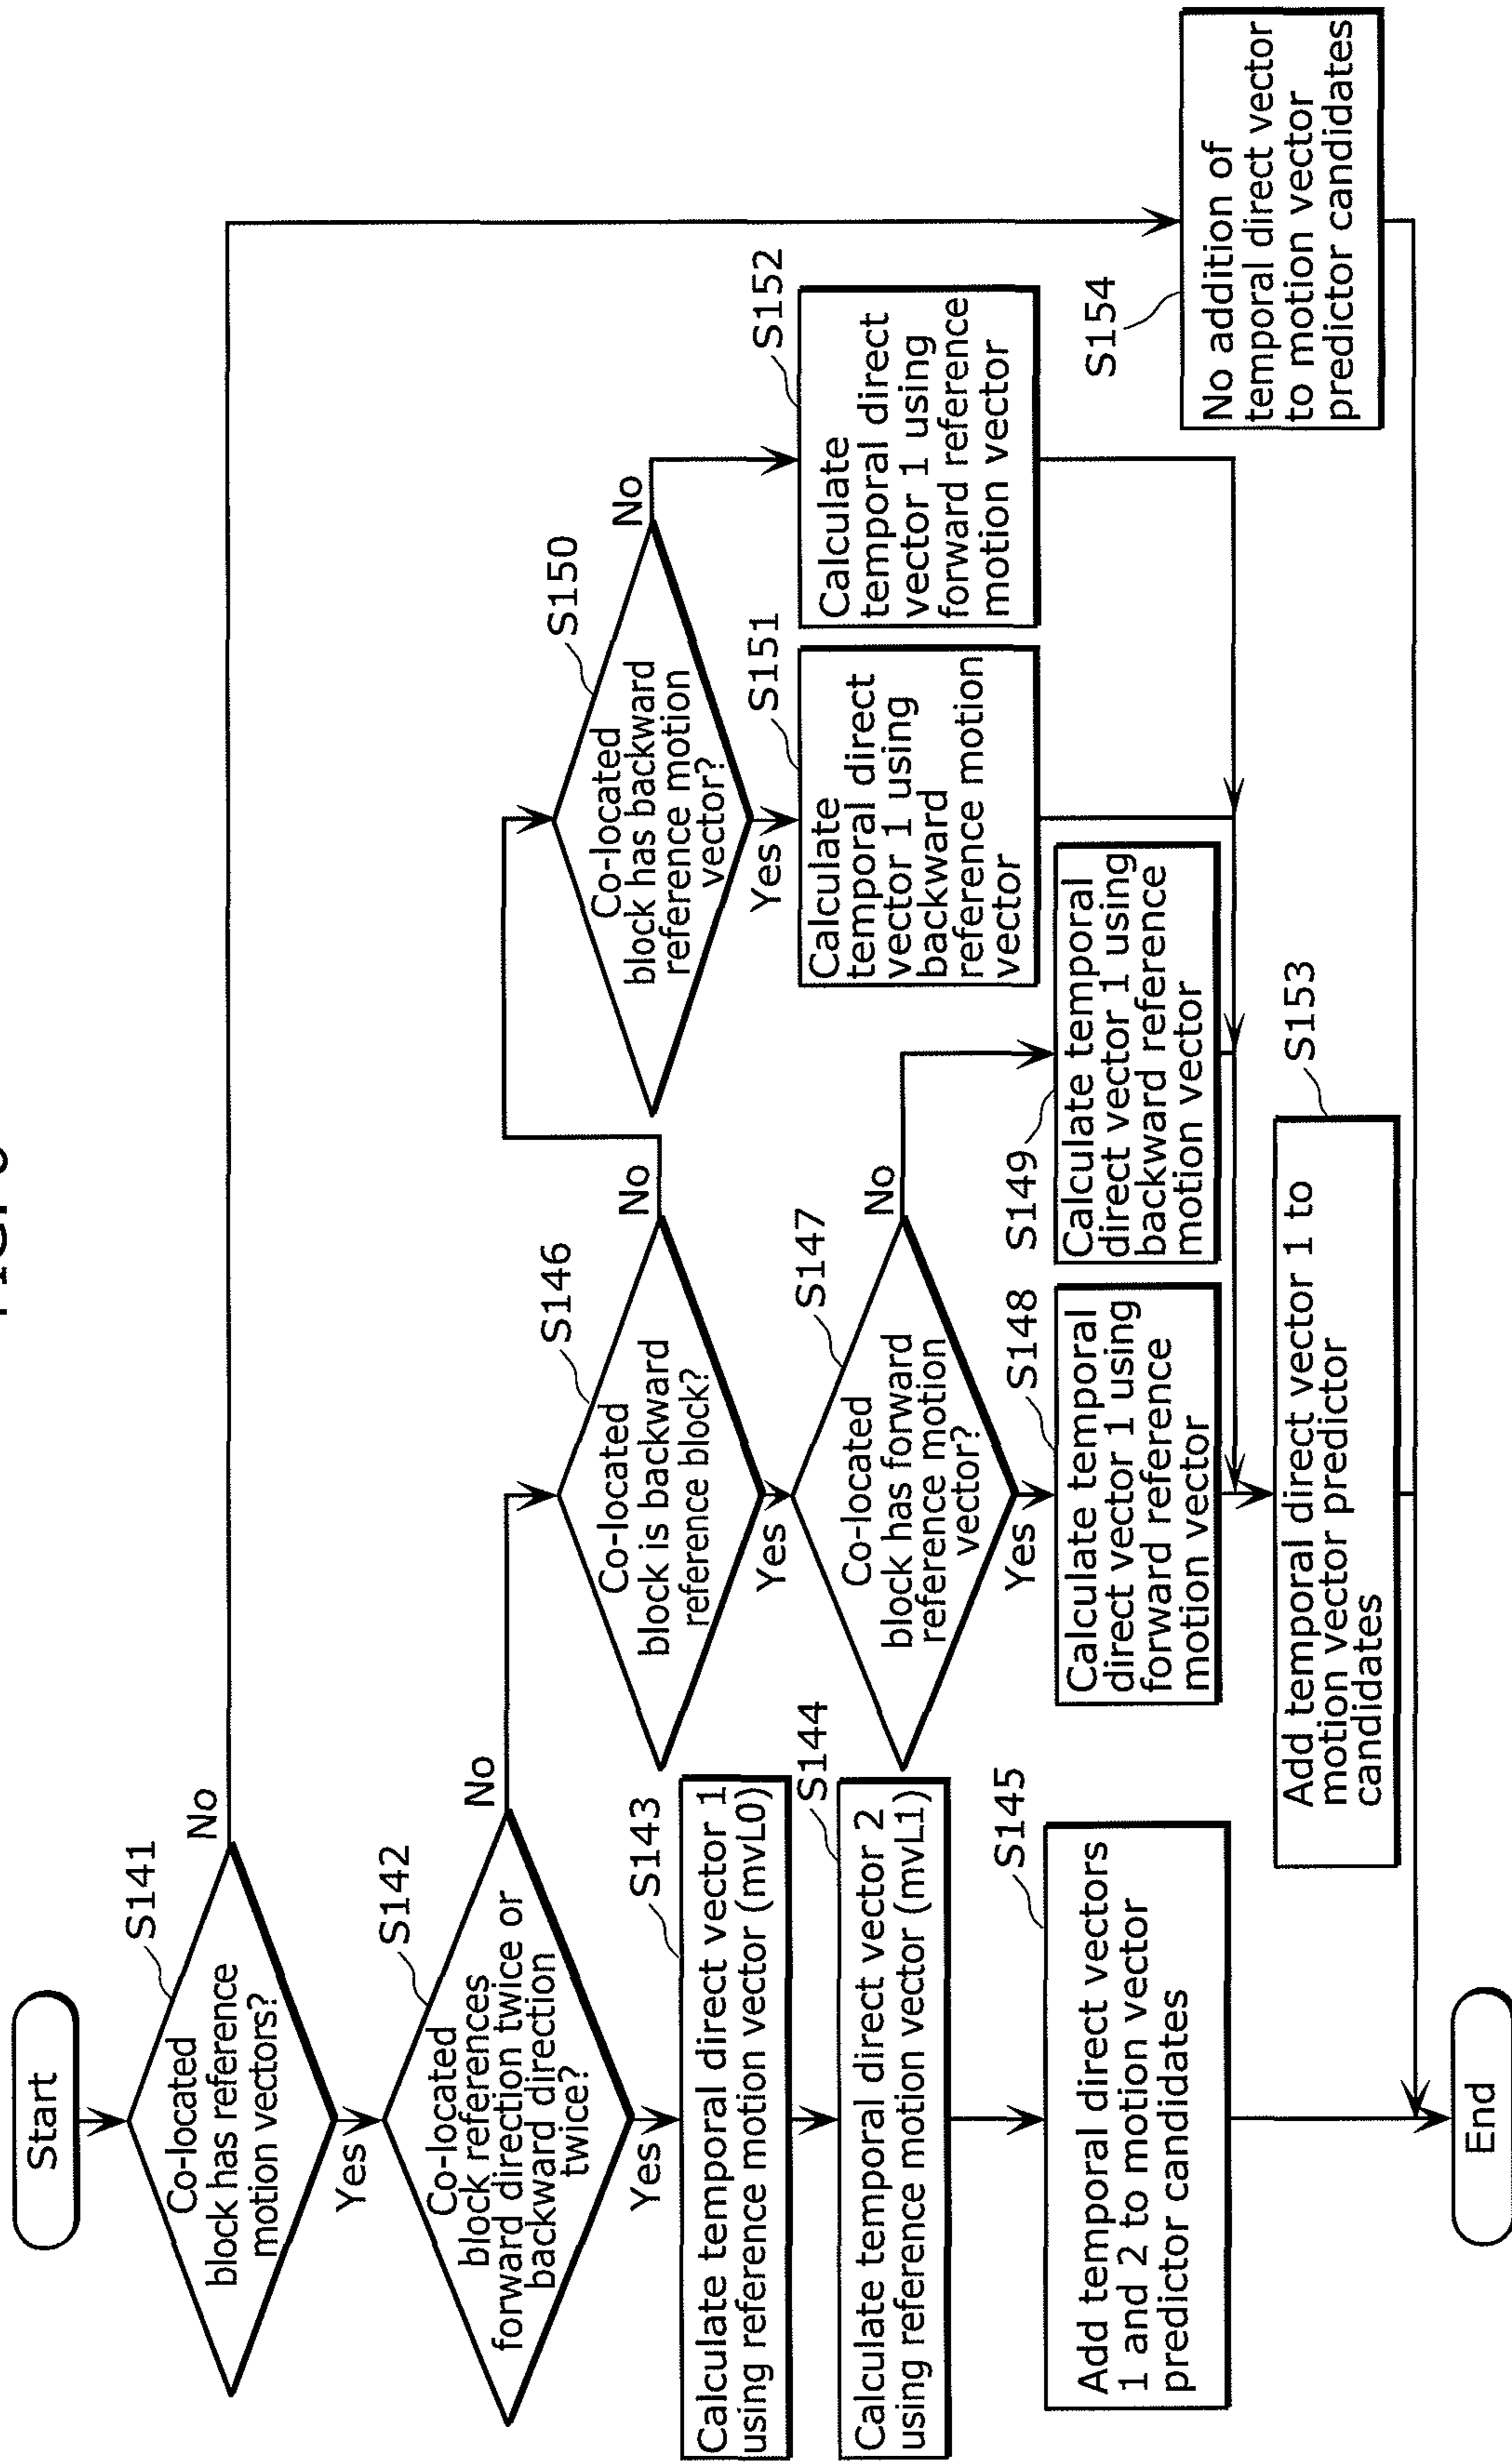 Start
S141
Co-located
block has reference
motion vectors?
No
Yes
S142
Co-located
block references
forward direction twice or
backward direction
twice?
No
Yes
S143
Calculate temporal direct vector 1
using reference motion vector (mvL0)
S144
Calculate temporal direct vector 2
using reference motion vector (mvL1)
S145
Add temporal direct vectors
1 and 2 to motion vector
predictor candidates
S146
Co-located
block is backward
reference block?
No
Yes
S147
Co-located
block has forward
reference motion
vector?
No
Yes
S148
Calculate temporal
direct vector 1 using
forward reference
motion vector
S149
Calculate temporal
direct vector 1 using
backward reference
motion vector
S150
Co-located
block has backward
reference motion
vector?
No
Yes
S151
Calculate
temporal direct
vector 1 using
backward
reference motion
vector
S152
Calculate
temporal direct
vector 1 using
forward reference
motion vector
S153
Add temporal direct vector 1 to
motion vector predictor
candidates
S154
No addition of
temporal direct vector
to motion vector
predictor candidates
End